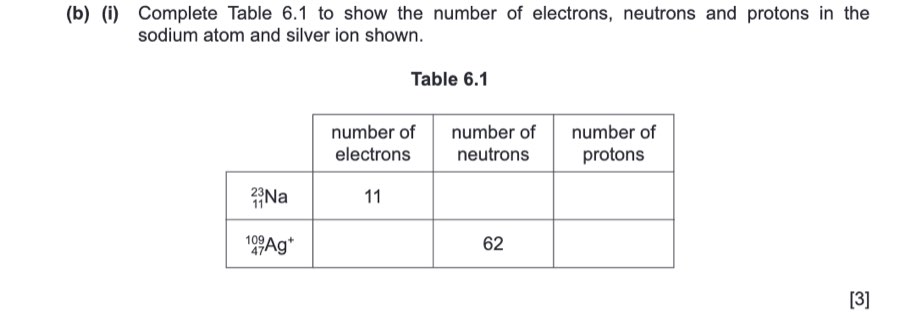 (b) (i) Complete Table 6.1 to show the number of electrons, neutrons and protons in the
sodium atom and silver ion shown.
Table 6.1
number of electrons number of neutrons number of protons
²³₁₁Na 11
¹⁰⁹₄₇Ag⁺ 62
[3]